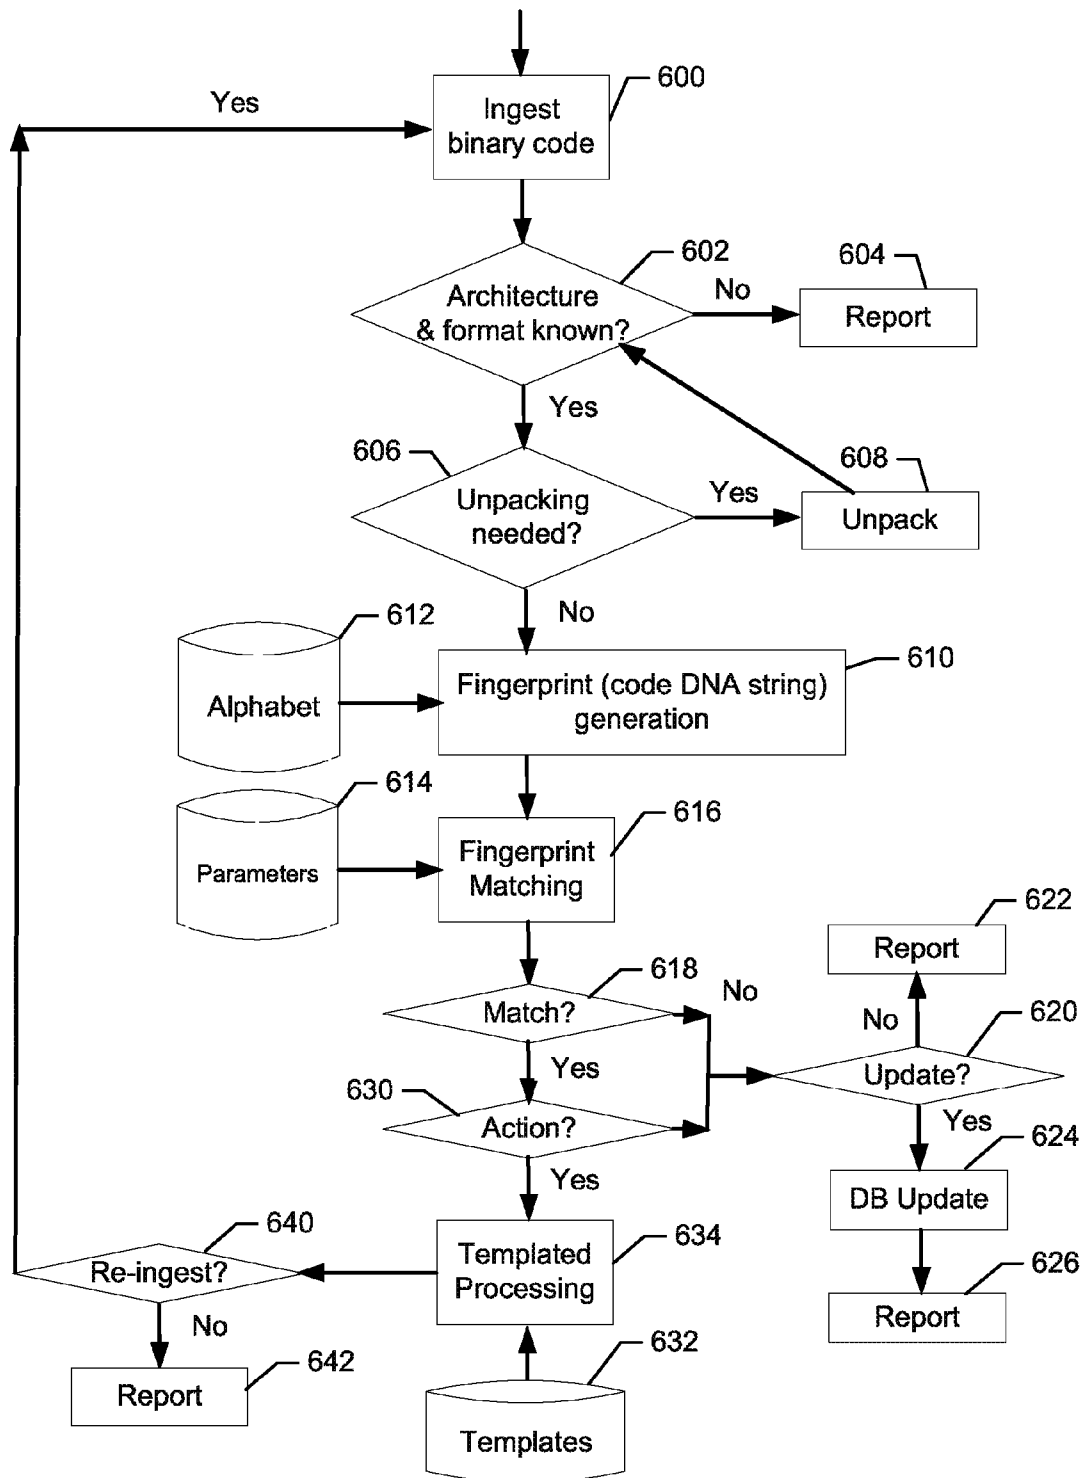 600
Yes
Ingest
binary code
602
604
No
Architecture
& format known?
Report
Yes
606
608
Yes
Unpacking
needed?
Unpack
No
612
610
Fingerprint (code DNA string)
generation
Alphabet
614
616
Fingerprint
Matching
Parameters
622
Report
618
No
Match?
No
620
Yes
Update?
630
Action?
Yes
624
Yes
DB Update
640
634
Templated
Processing
Re-ingest?
626
Report
No
632
642
Report
Templates